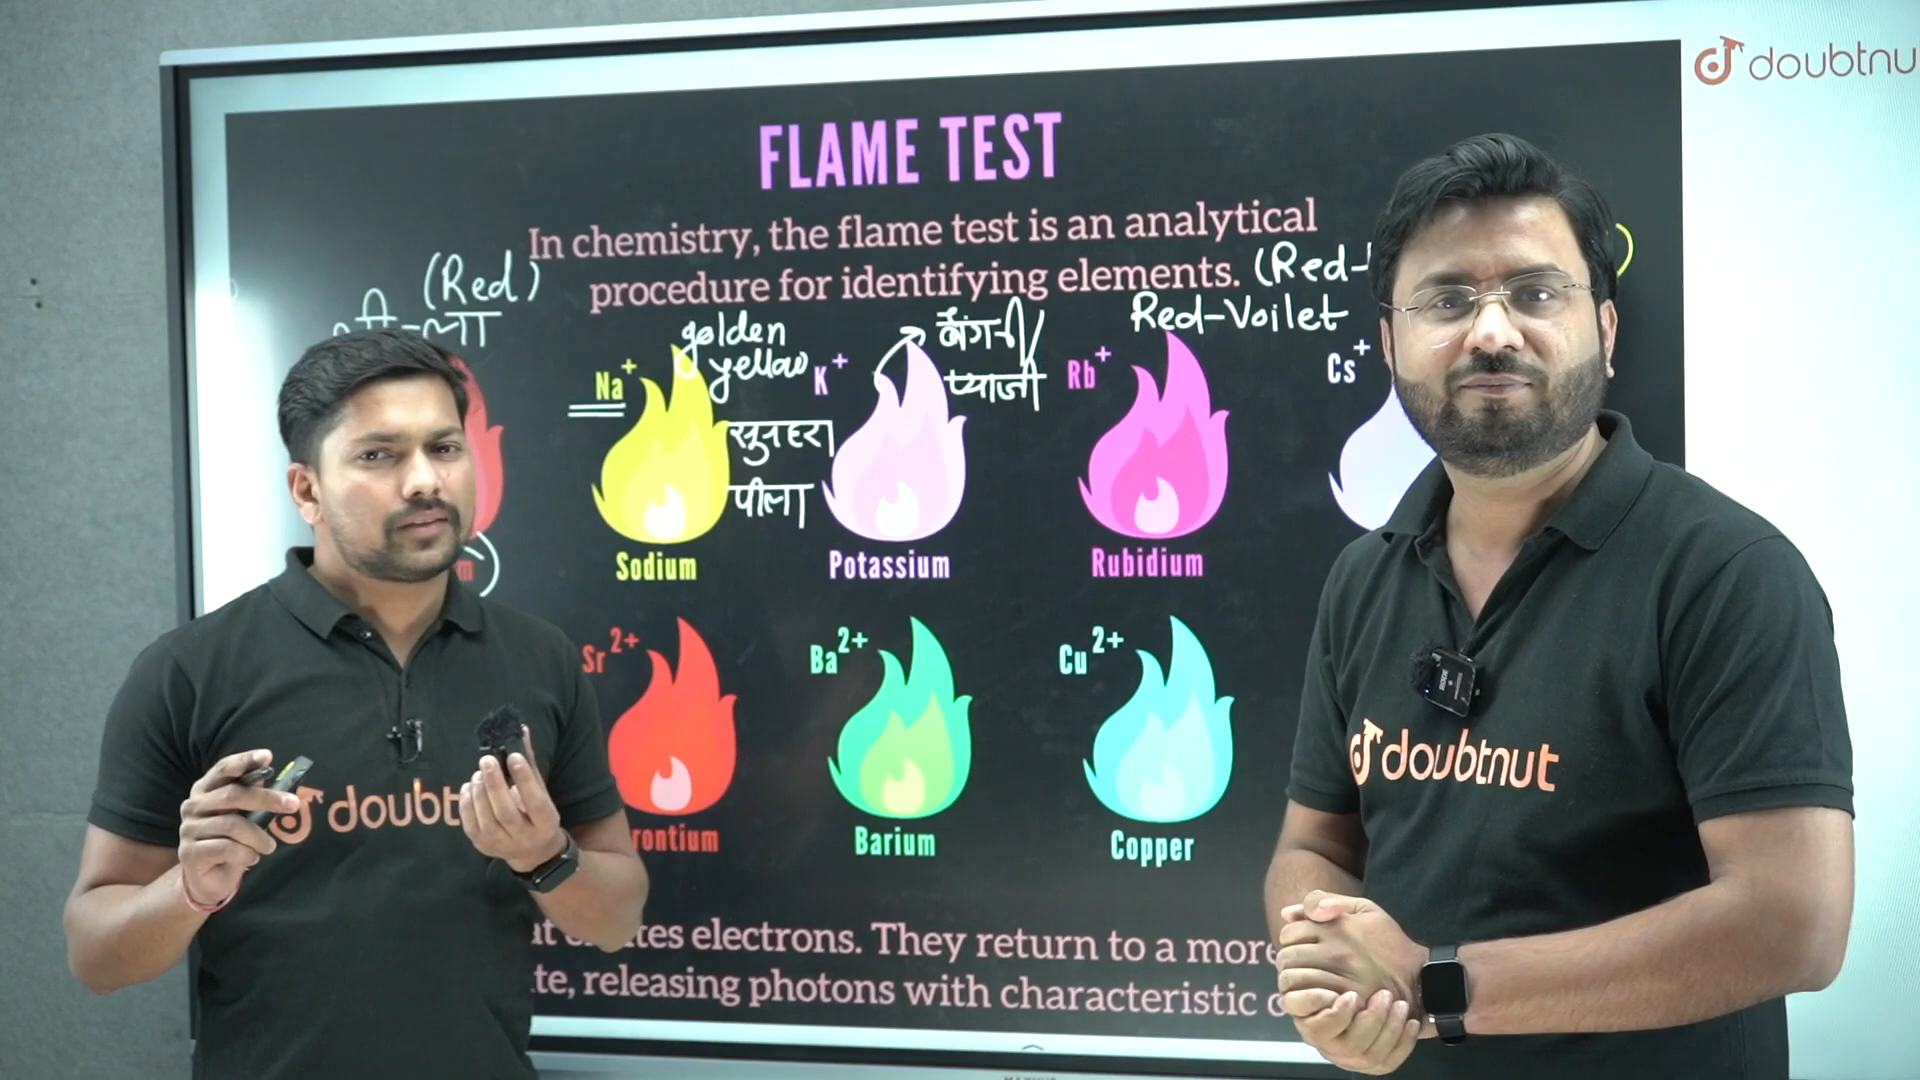 doubtnu
FLAME TEST
In chemistry, the flame test is an analytical
procedure for identifying elements.
(Red)
(Red-
Red-Voilet
golden
yellow
सुनहरा
पीला
बैंगनी/
प्याजी
Na+
K+
Rb+
Cs+
m
Sodium
Potassium
Rubidium
Sr2+
Ba2+
Cu2+
rontium
Barium
Copper
electrons. They return to a more
te, releasing photons with characteristic
doubt
doubtnut